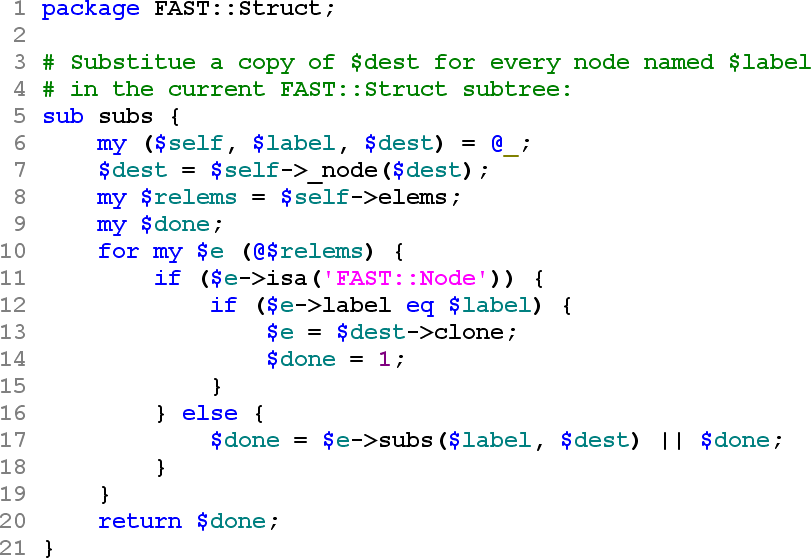 1 package FAST::Struct;
2
3 # Substitue a copy of $dest for every node named $label
4 # in the current FAST::Struct subtree:
5 sub subs {
6     my ($self, $label, $dest) = @_;
7     $dest = $self->_node($dest);
8     my $relems = $self->elems;
9     my $done;
10     for my $e (@$relems) {
11         if ($e->isa('FAST::Node')) {
12             if ($e->label eq $label) {
13                 $e = $dest->clone;
14                 $done = 1;
15             }
16         } else {
17             $done = $e->subs($label, $dest) || $done;
18         }
19     }
20     return $done;
21 }